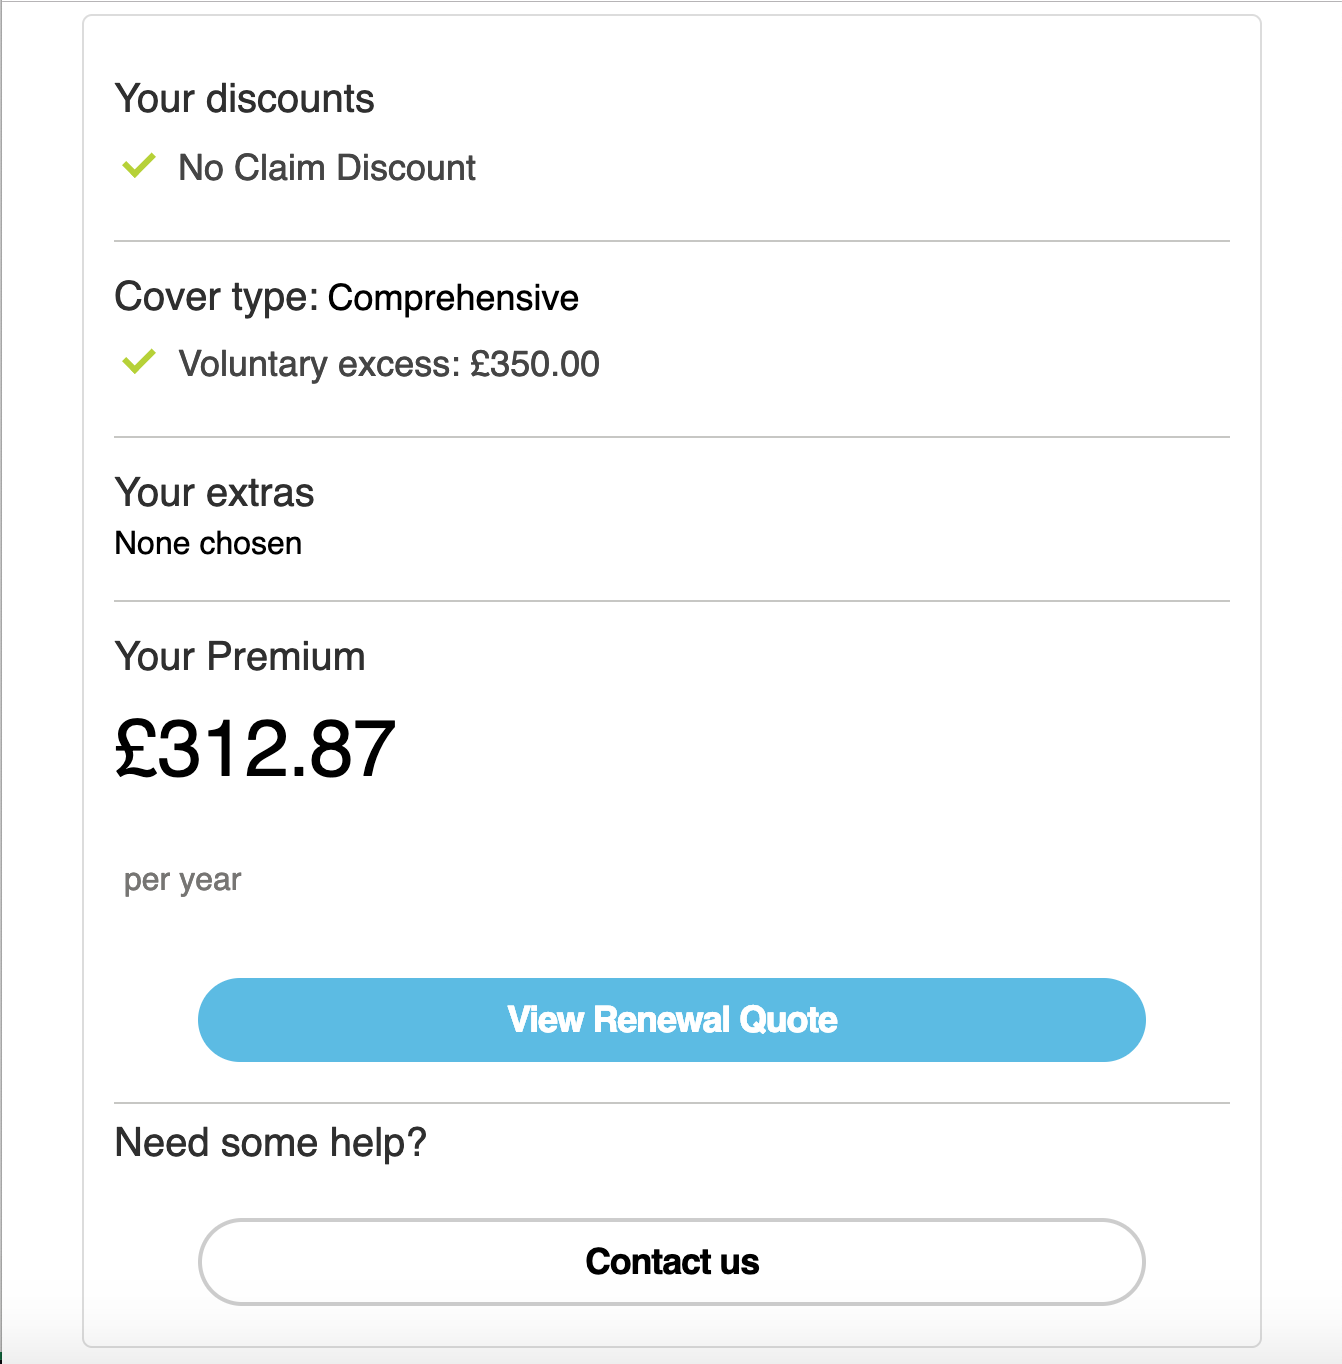 Your discounts
No Claim Discount
Cover type: Comprehensive
Voluntary excess: £350.00
Your extras
None chosen
Your Premium
£312.87
per year
View Renewal Quote
Need some help?
Contact us